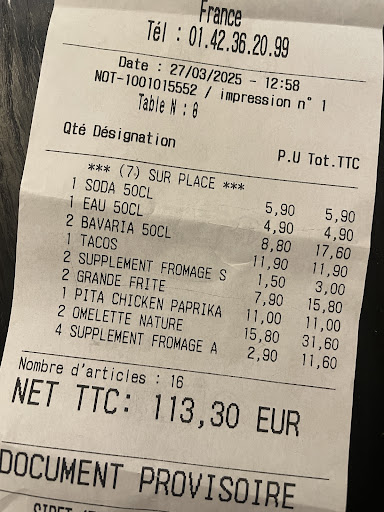 France
Tél : 01.42.36.20.99
Date : 27/03/2025 - 12:58
NOT-1001015552 / impression n° 1
Table N : 8
Qté Désignation P.U Tot.TTC
*** (7) SUR PLACE ***
1 SODA 50CL 5,90 5,90
1 EAU 50CL 4,90 4,90
2 BAVARIA 50CL 8,80 17,60
1 TACOS 11,90 11,90
2 SUPPLEMENT FROMAGE S 1,50 3,00
2 GRANDE FRITE 7,90 15,80
1 PITA CHICKEN PAPRIKA 11,00 11,00
2 OMELETTE NATURE 15,80 31,60
4 SUPPLEMENT FROMAGE A 2,90 11,60
Nombre d'articles : 16
NET TTC: 113,30 EUR
DOCUMENT PROVISOIRE